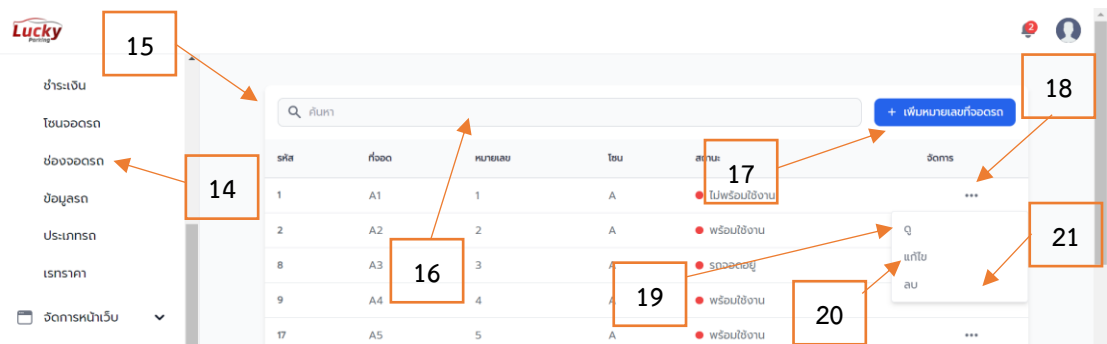 Lucky
Parking
15
2
ชำระเงิน
18
ค้นหา
+ เพิ่มหมายเลขที่จอดรถ
โซนจอดรถ
ช่องจอดรถ
รหัส ที่จอด หมายเลข โซน สถานะ จัดการ
17
14
ข้อมูลรถ
1 A1 1 A ไม่พร้อมใช้งาน •••
ประเภทรถ
2 A2 2 A พร้อมใช้งาน
ดู
21
เรทราคา
8 A3 3 A รถจอดอยู่
แก้ไข
16
ลบ
19
9 A4 4 A พร้อมใช้งาน
20
จัดการหน้าเว็บ
17 A5 5 A พร้อมใช้งาน •••